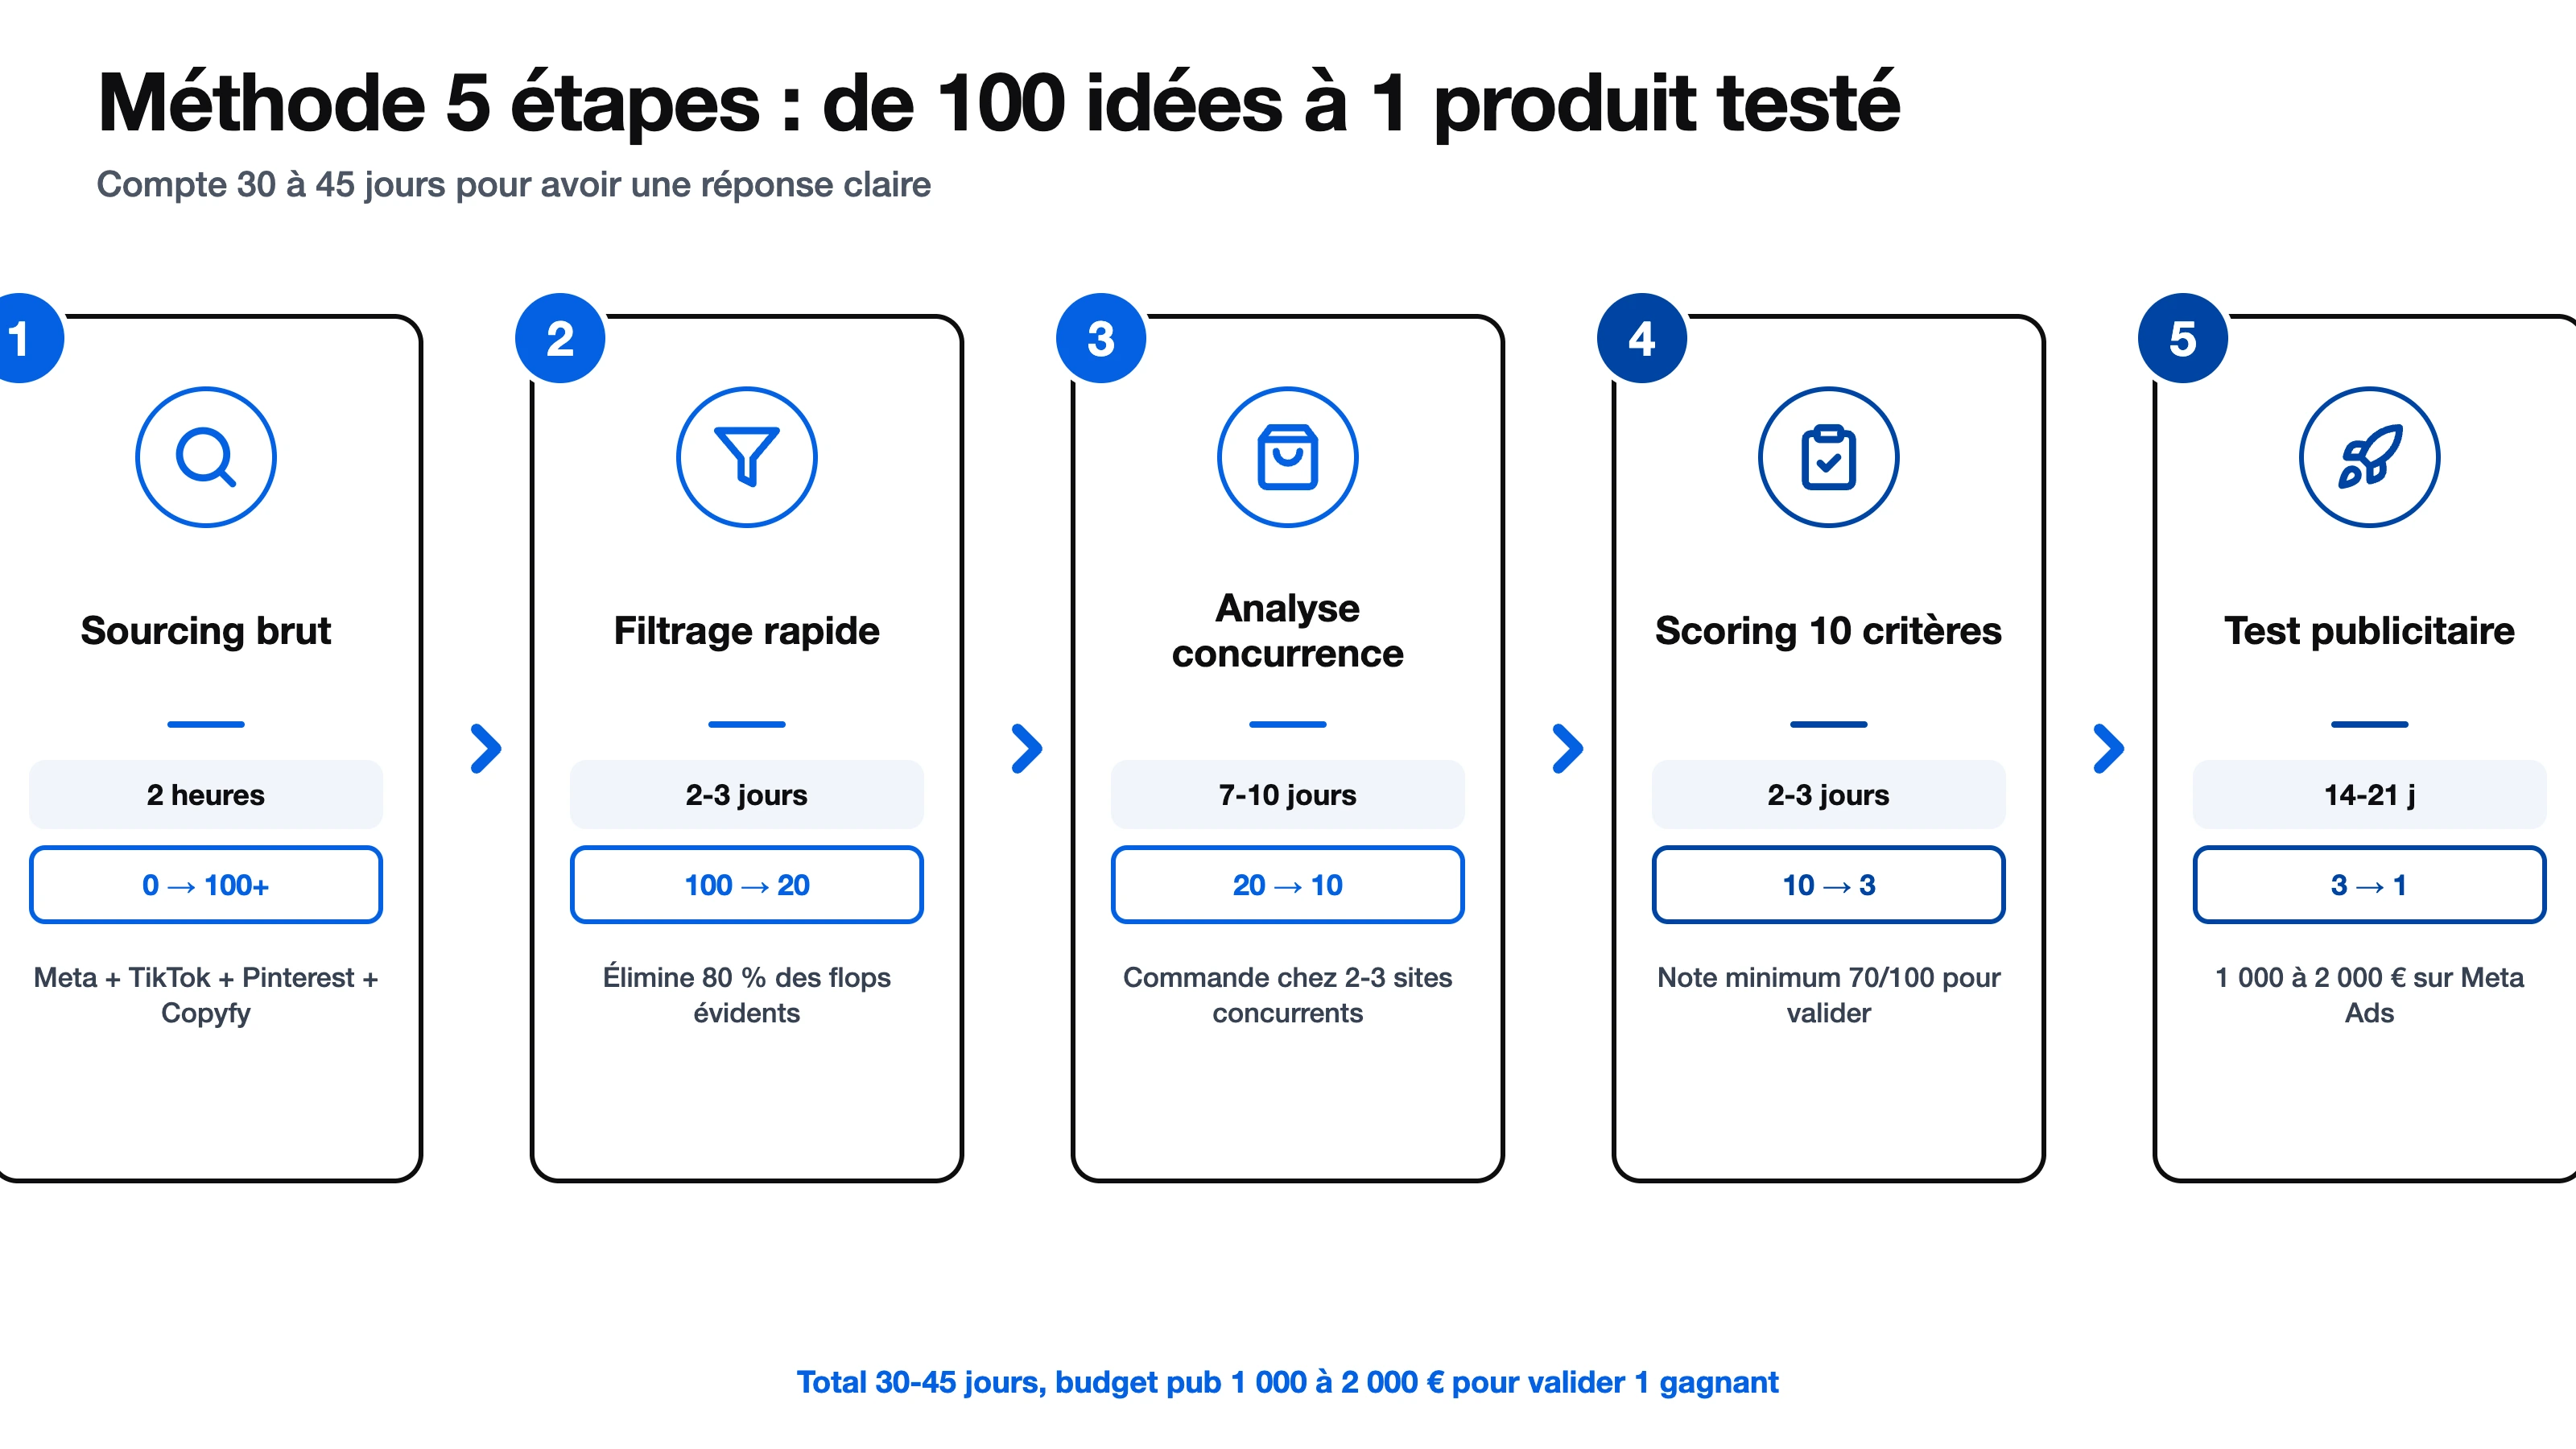 Méthode 5 étapes : de 100 idées à 1 produit testé
Compte 30 à 45 jours pour avoir une réponse claire
1
Sourcing brut
2 heures
0 → 100+
Meta + TikTok + Pinterest +
Copyfy
2
Filtrage rapide
2-3 jours
100 → 20
Élimine 80 % des flops
évidents
3
Analyse
concurrence
7-10 jours
20 → 10
Commande chez 2-3 sites
concurrents
4
Scoring 10 critères
2-3 jours
10 → 3
Note minimum 70/100 pour
valider
5
Test publicitaire
14-21 j
3 → 1
1 000 à 2 000 € sur Meta
Ads
Total 30-45 jours, budget pub 1 000 à 2 000 € pour valider 1 gagnant